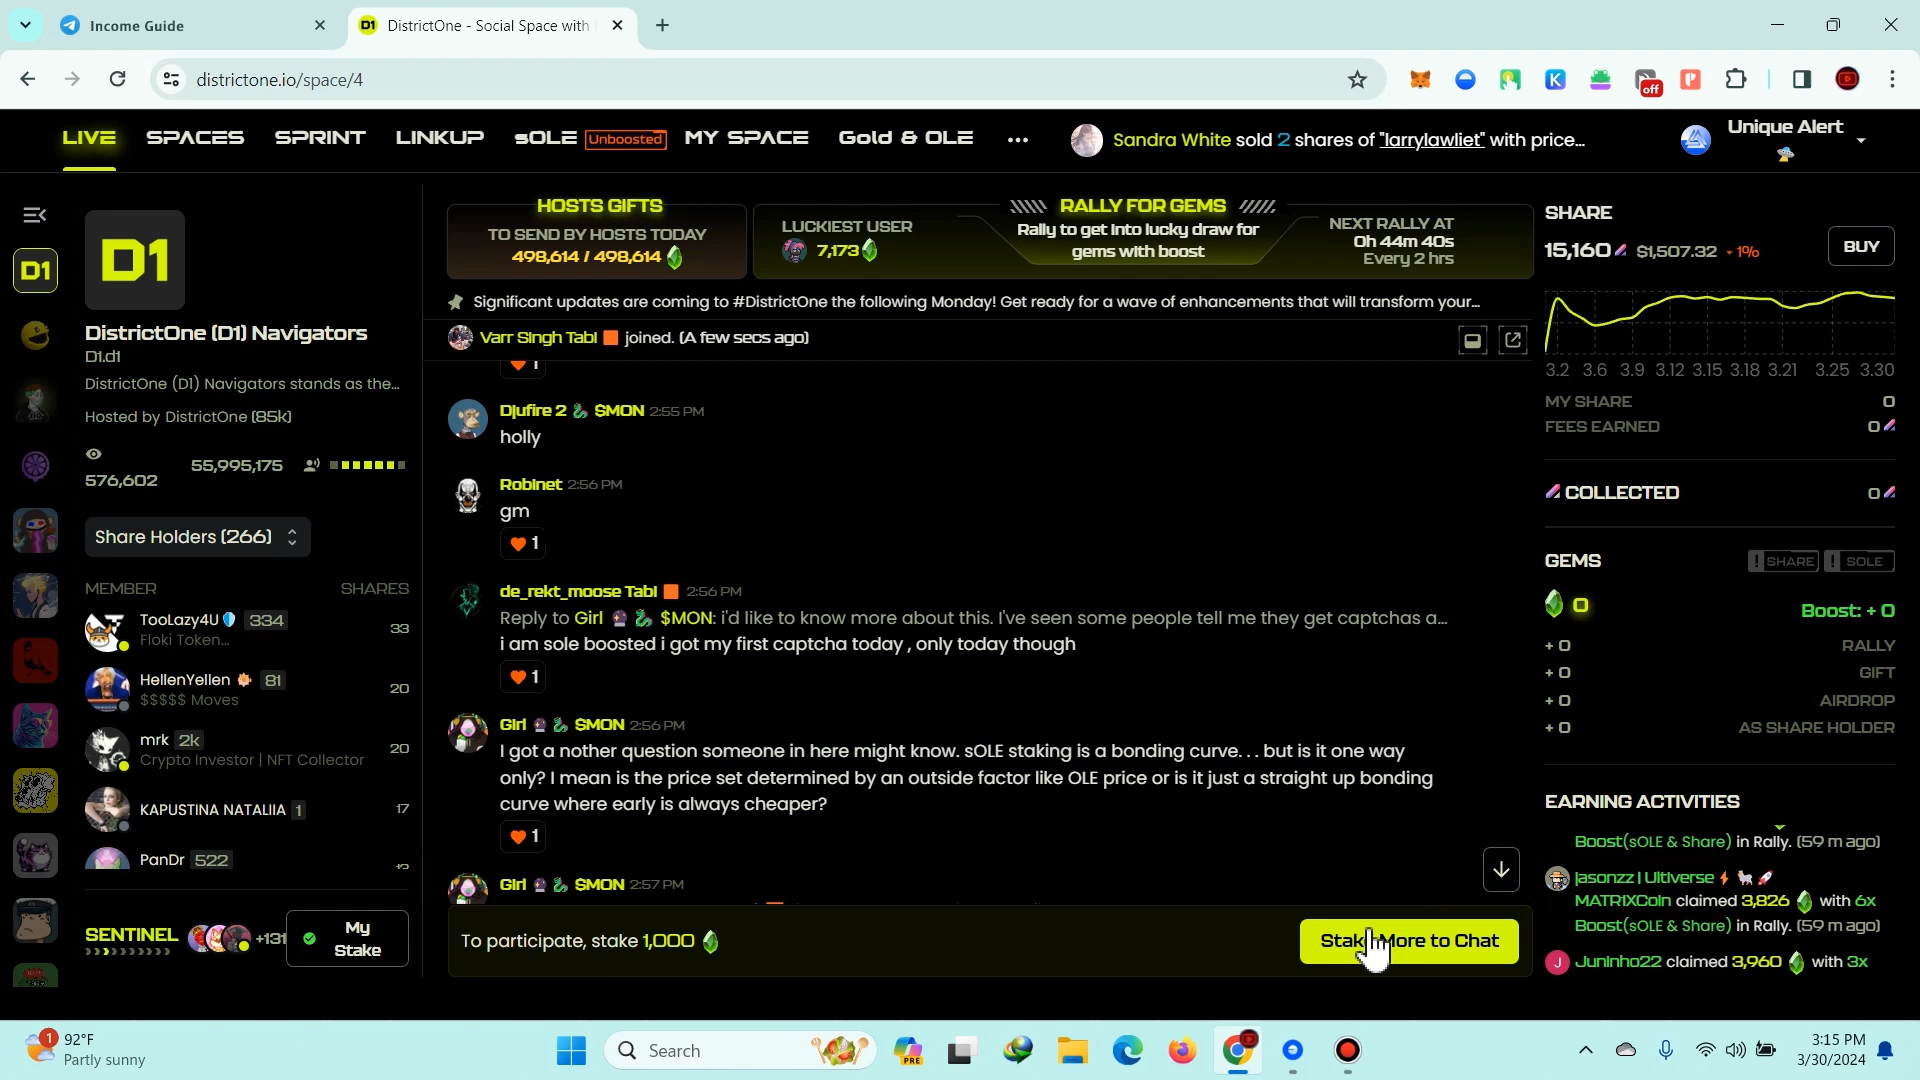 Income Guide
D1 DistrictOne - Social Space with
districtone.io/space/4
off
LIVE SPACES SPRINT LINKUP sOLE Unboosted MY SPACE Gold & OLE ...
Sandra White sold 2 shares of "larrylawliet" with price...
Unique Alert
D1
D1
DistrictOne (D1) Navigators
D1.d1
DistrictOne (D1) Navigators stands as the...
Hosted by DistrictOne (85k)
576,602
55,995,175
Share Holders (266)
MEMBER SHARES
TooLazy4U 334
Floki Token...
33
HellenYellen 81
$$$$$ Moves
20
mrk 2k
Crypto Investor | NFT Collector
20
KAPUSTINA NATALIIA 1
17
PanDr 522
SENTINEL
+131
My
Stake
HOSTS GIFTS
TO SEND BY HOSTS TODAY
498,614 / 498,614
LUCKIEST USER
7,173
RALLY FOR GEMS
Rally to get into lucky draw for
gems with boost
NEXT RALLY AT
0h 44m 40s
Every 2 hrs
Significant updates are coming to #DistrictOne the following Monday! Get ready for a wave of enhancements that will transform your...
Varr Singh Tabi joined. (A few secs ago)
1
Djufire 2 $MON 2:55 PM
holly
Robinet 2:56 PM
gm
1
de_rekt_moose Tabi 2:56 PM
Reply to Girl $MON: i'd like to know more about this. I've seen some people tell me they get captchas a...
i am sole boosted i got my first captcha today , only today though
1
Girl $MON 2:56 PM
I got a nother question someone in here might know. sOLE staking is a bonding curve. . . but is it one way
only? I mean is the price set determined by an outside factor like OLE price or is it just a straight up bonding
curve where early is always cheaper?
1
Girl $MON 2:57 PM
To participate, stake 1,000
Stake More to Chat
SHARE
15,160 $1,507.32 - 1%
BUY
3.2 3.6 3.9 3.12 3.15 3.18 3.21 3.25 3.30
MY SHARE 0
FEES EARNED 0
COLLECTED 0
GEMS
! SHARE ! SOLE
0
Boost: + 0
+ 0 RALLY
+ 0 GIFT
+ 0 AIRDROP
+ 0 AS SHARE HOLDER
EARNING ACTIVITIES
Boost(sOLE & Share) in Rally. (59 m ago)
jasonzz | Ultiverse
MATR1XCoin claimed 3,826 with 6x
Boost(sOLE & Share) in Rally. (59 m ago)
J Juninho22 claimed 3,960 with 3x
1
92°F
Partly sunny
Search
PRE
3:15 PM
3/30/2024